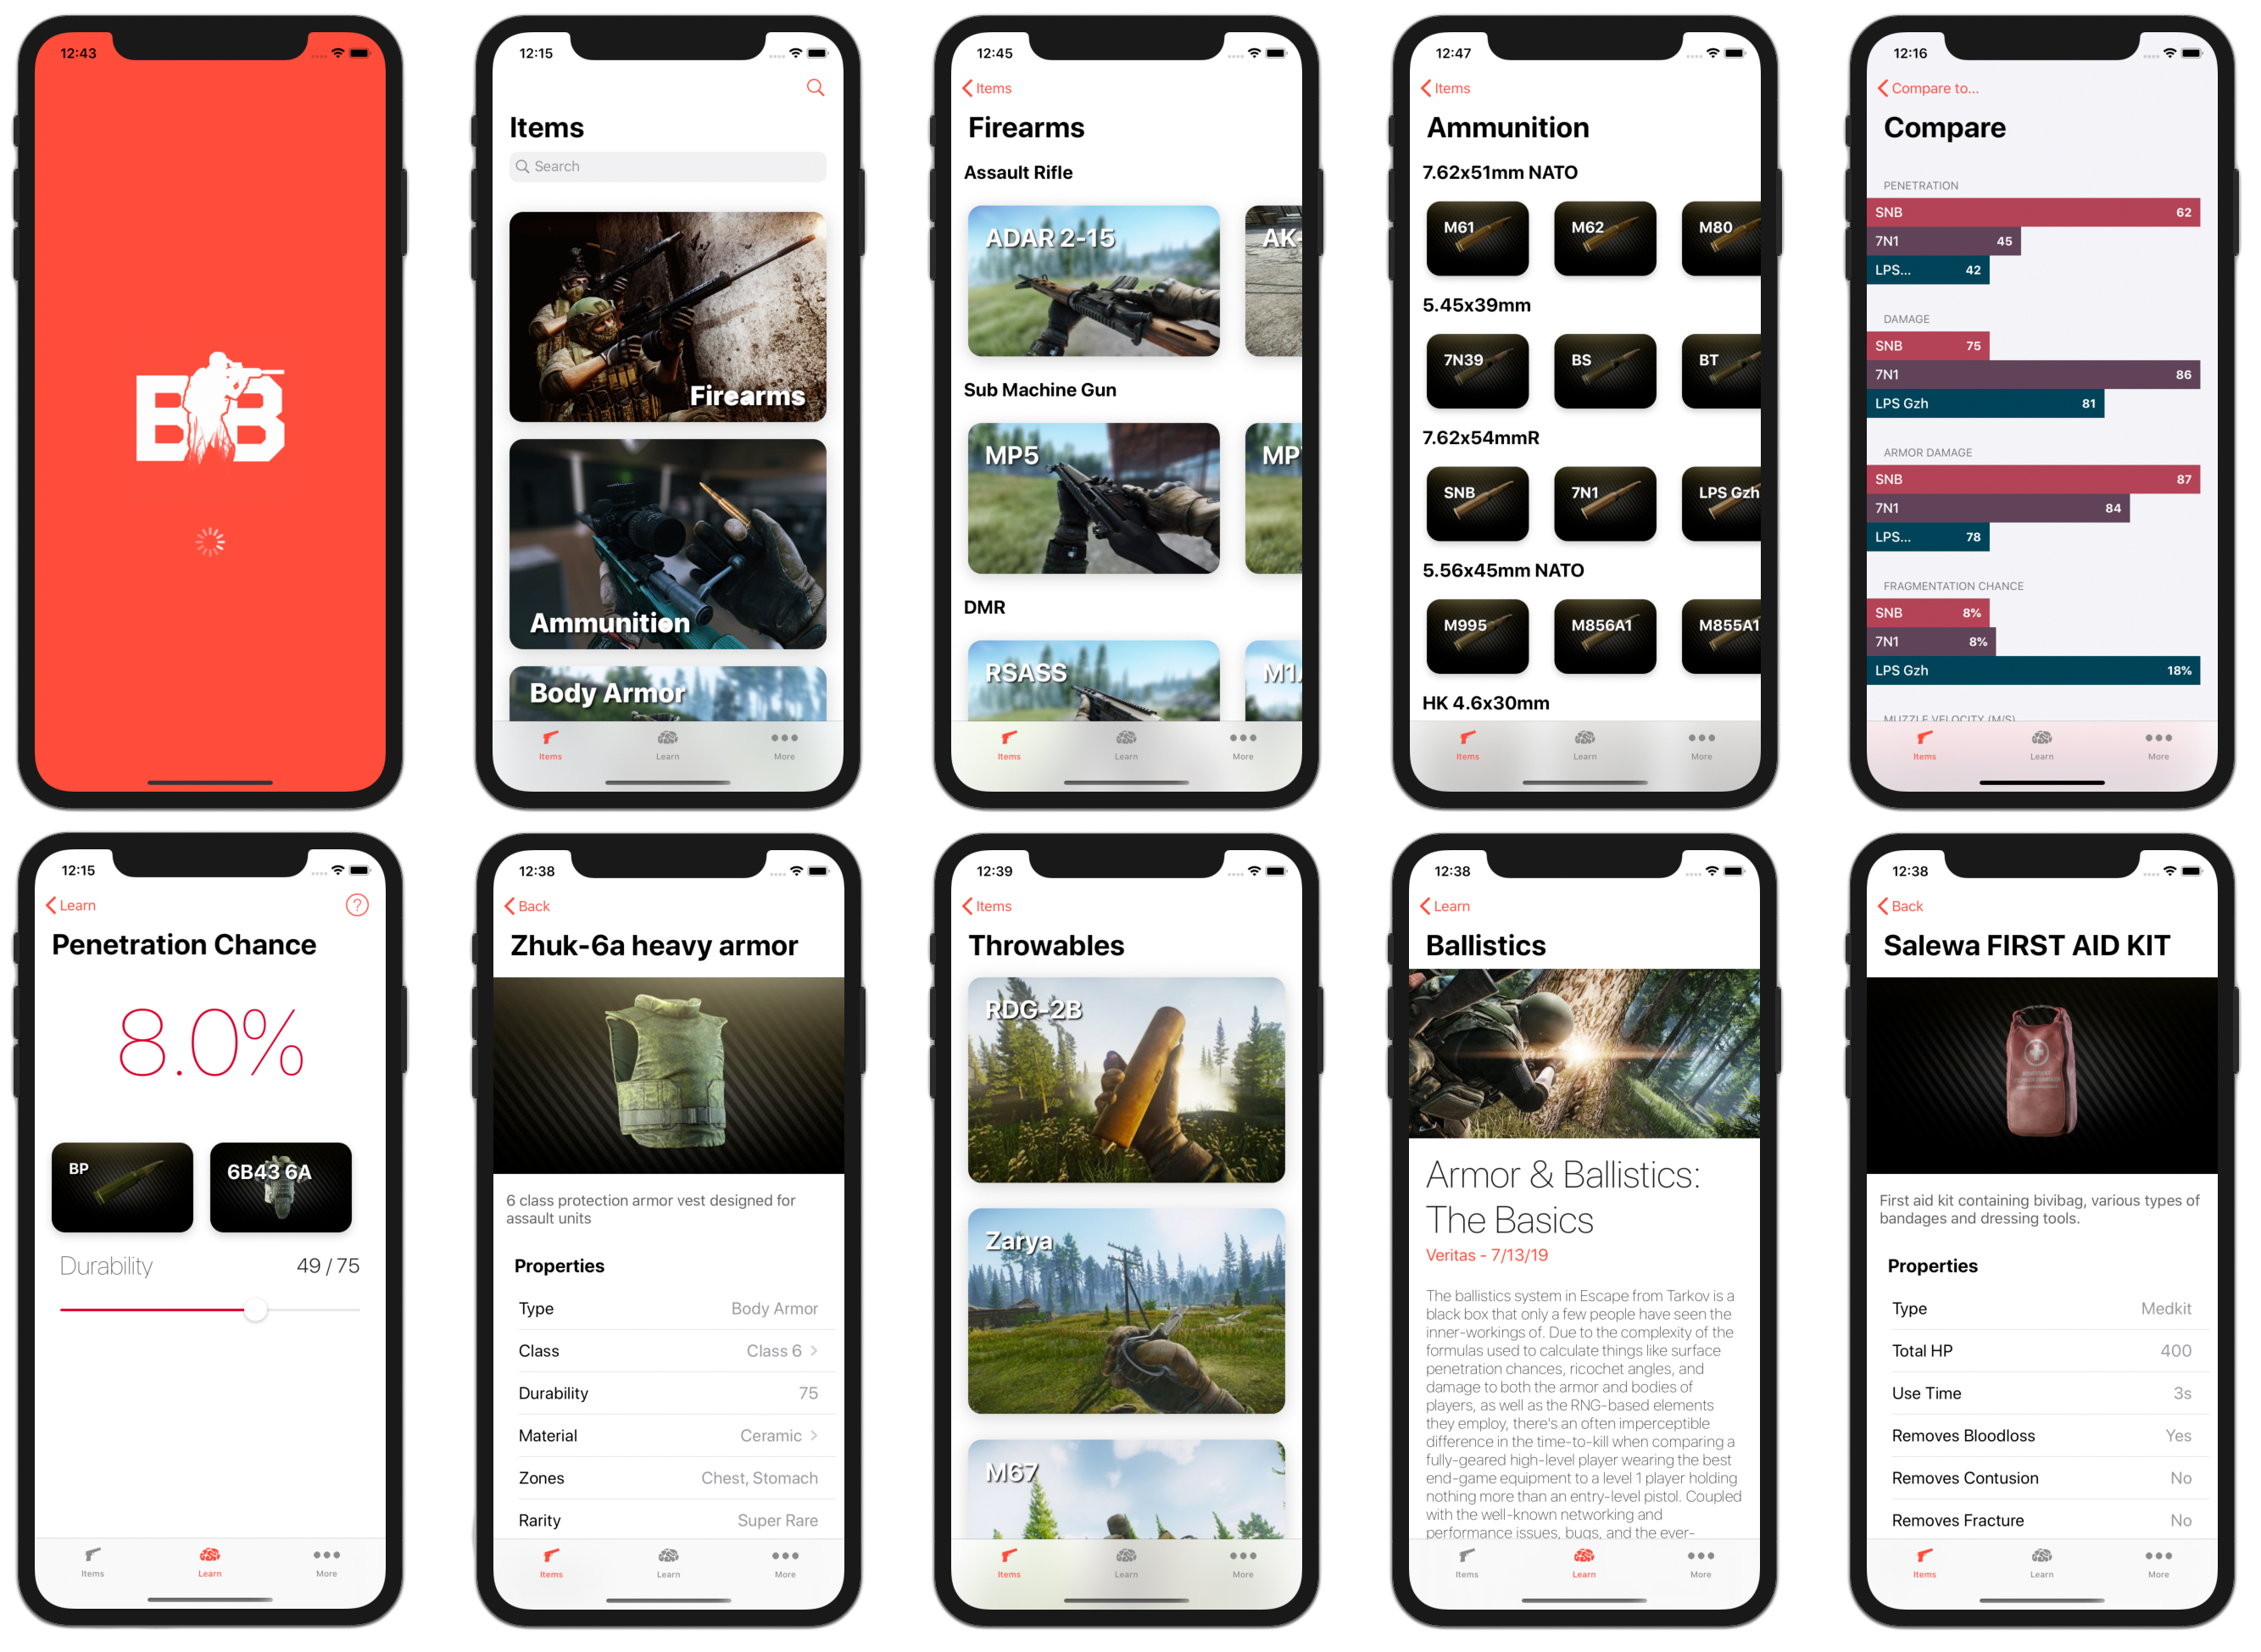 12:43
BB
12:15
Items
Search
Firearms
Ammunition
Body Armor
Items
Learn
More
12:45
Items
Firearms
Assault Rifle
ADAR 2-15
AK-
Sub Machine Gun
MP5
MP
DMR
RSASS
M1
Items
Learn
More
12:47
Items
Ammunition
7.62x51mm NATO
M61
M62
M80
5.45x39mm
7N39
BS
BT
7.62x54mmR
SNB
7N1
LPS Gzh
5.56x45mm NATO
M995
M856A1
M855A1
HK 4.6x30mm
Items
Learn
More
12:16
Compare to...
Compare
PENETRATION
SNB 62
7N1 45
LPS... 42
DAMAGE
SNB 75
7N1 86
LPS Gzh 81
ARMOR DAMAGE
SNB 87
7N1 84
LPS... 78
FRAGMENTATION CHANCE
SNB 8%
7N1 8%
LPS Gzh 18%
MUZZLE VELOCITY (M/S)
Items
Learn
More
12:15
Learn
?
Penetration Chance
8.0%
BP
6B43 6A
Durability 49 / 75
Items
Learn
More
12:38
Back
Zhuk-6a heavy armor
6 class protection armor vest designed for
assault units
Properties
Type Body Armor
Class Class 6
Durability 75
Material Ceramic
Zones Chest, Stomach
Rarity Super Rare
Items
Learn
More
12:39
Items
Throwables
RDG-2B
Zarya
M67
Items
Learn
More
12:38
Learn
Ballistics
Armor & Ballistics:
The Basics
Veritas - 7/13/19
The ballistics system in Escape from Tarkov is a
black box that only a few people have seen the
inner-workings of. Due to the complexity of the
formulas used to calculate things like surface
penetration chances, ricochet angles, and
damage to both the armor and bodies of
players, as well as the RNG-based elements
they employ, there's an often imperceptible
difference in the time-to-kill when comparing a
fully-geared high-level player wearing the best
end-game equipment to a level 1 player holding
nothing more than an entry-level pistol. Coupled
with the well-known networking and
performance issues, bugs, and the ever-
Items
Learn
More
12:38
Back
Salewa FIRST AID KIT
First aid kit containing bivibag, various types of
bandages and dressing tools.
Properties
Type Medkit
Total HP 400
Use Time 3s
Removes Bloodloss Yes
Removes Contusion No
Removes Fracture No
Items
Learn
More